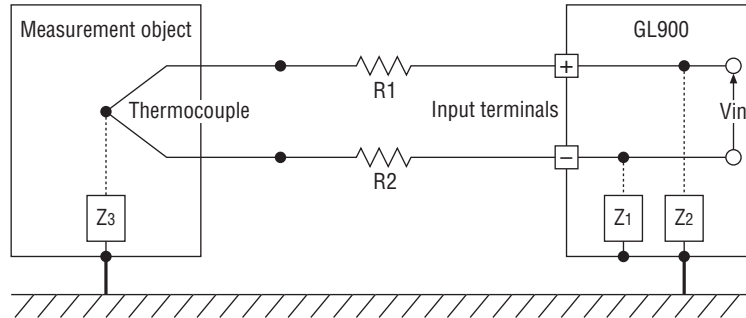 Measurement object
GL900
R1
+
Thermocouple
Input terminals
Vin
−
R2
Z3
Z1
Z2